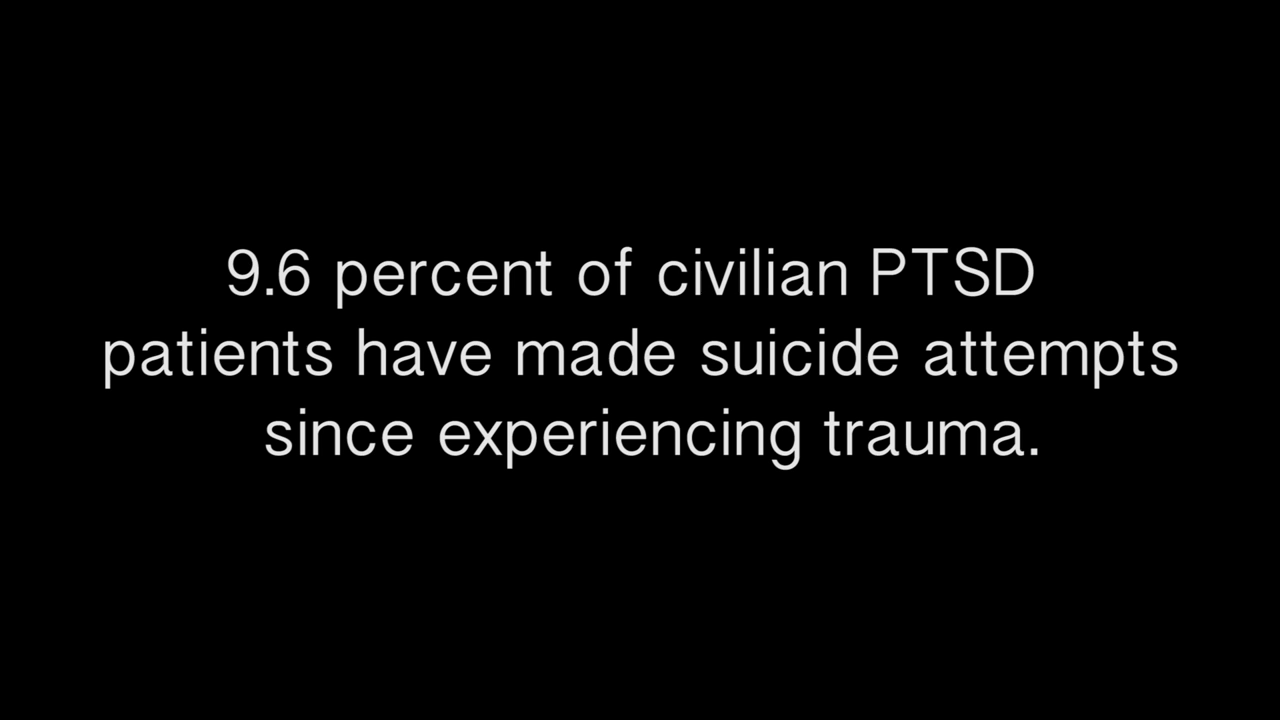 9.6 percent of civilian PTSD
patients have made suicide attempts
since experiencing trauma.